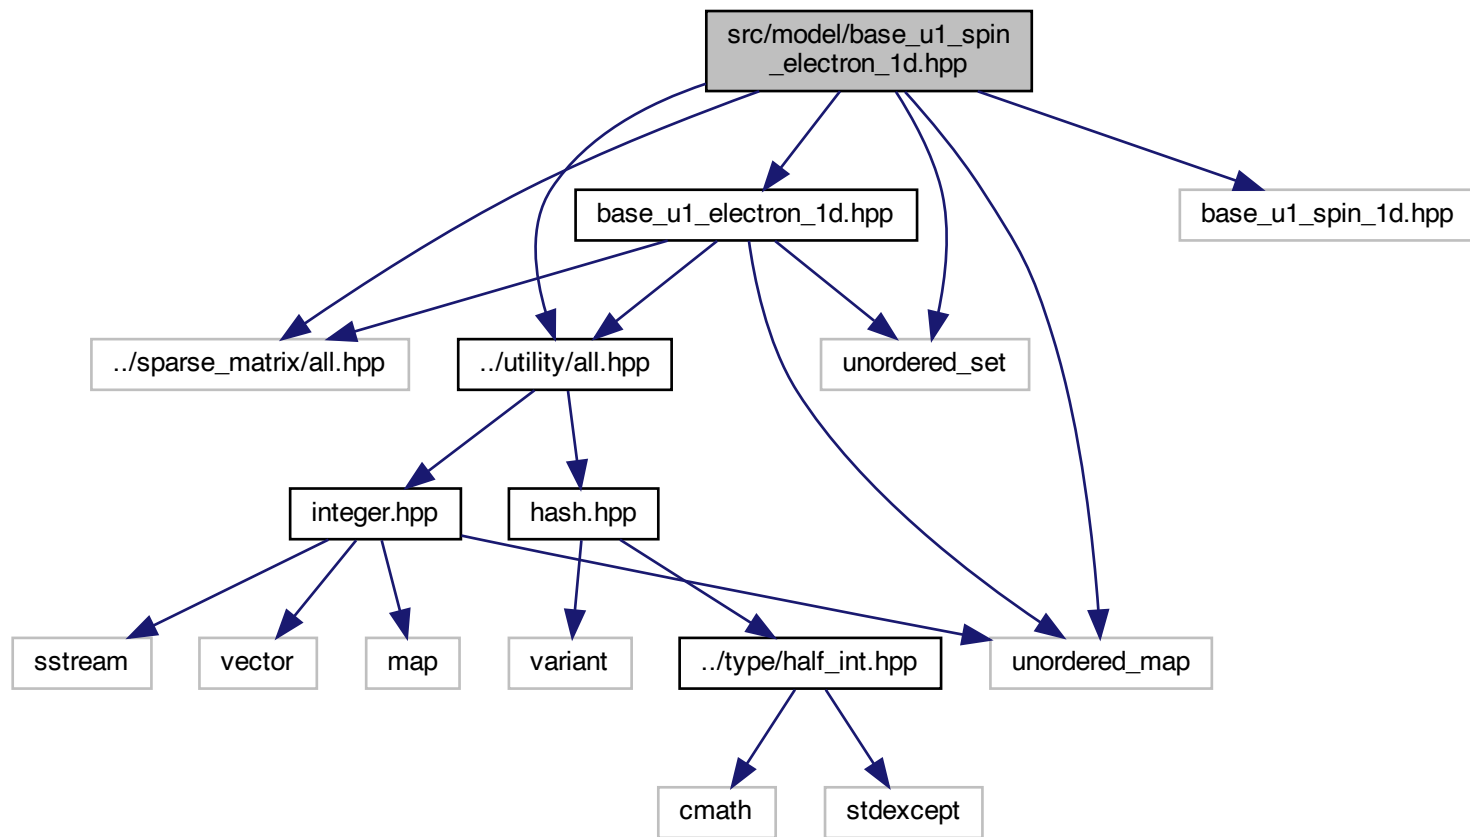 src/model/base_u1_spin
_electron_1d.hpp
base_u1_electron_1d.hpp
base_u1_spin_1d.hpp
../sparse_matrix/all.hpp
../utility/all.hpp
unordered_set
integer.hpp
hash.hpp
sstream
vector
map
variant
../type/half_int.hpp
unordered_map
cmath
stdexcept